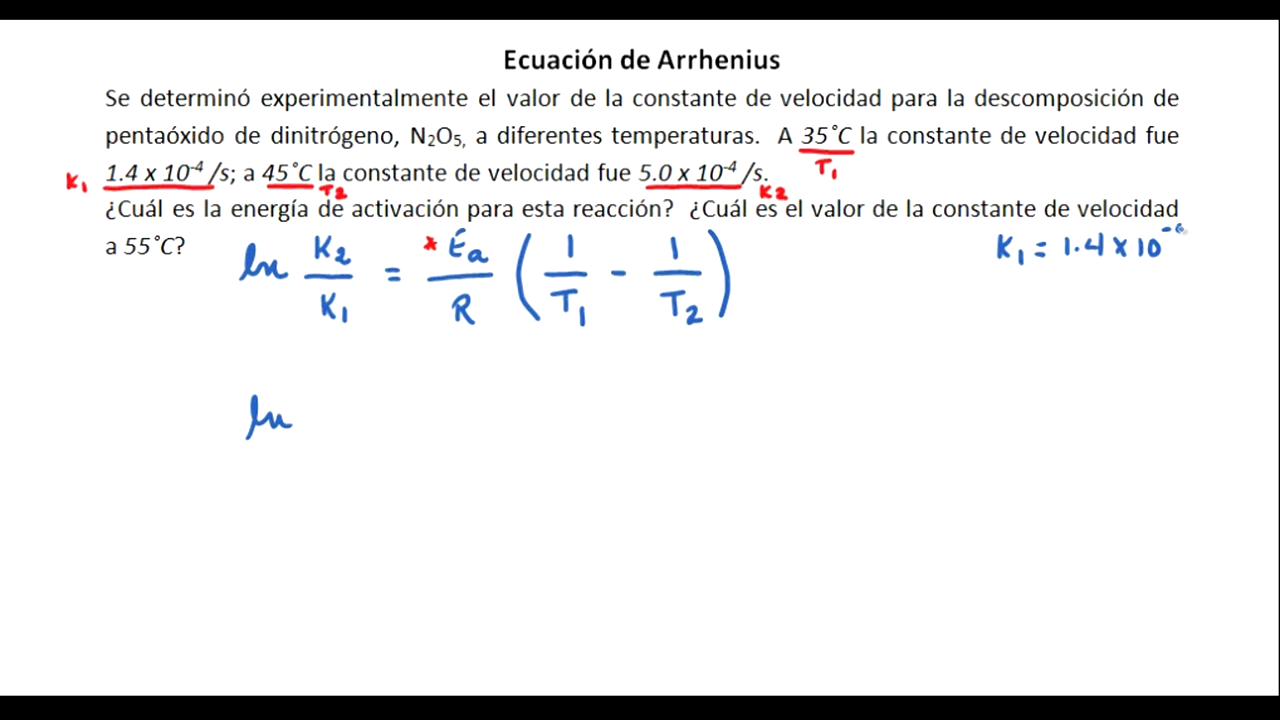 Ecuación de Arrhenius
Se determinó experimentalmente el valor de la constante de velocidad para la descomposición de
pentaóxido de dinitrógeno, N₂O₅, a diferentes temperaturas. A 35˚C la constante de velocidad fue
T₁
K₁ 1.4 x 10⁻⁴ /s; a 45˚C la constante de velocidad fue 5.0 x 10⁻⁴ /s.
T₂ K₂
¿Cuál es la energía de activación para esta reacción? ¿Cuál es el valor de la constante de velocidad
a 55˚C?
ln K₂/K₁ = * Ea/R (1/T₁ - 1/T₂)
K₁ = 1.4 x 10
ln